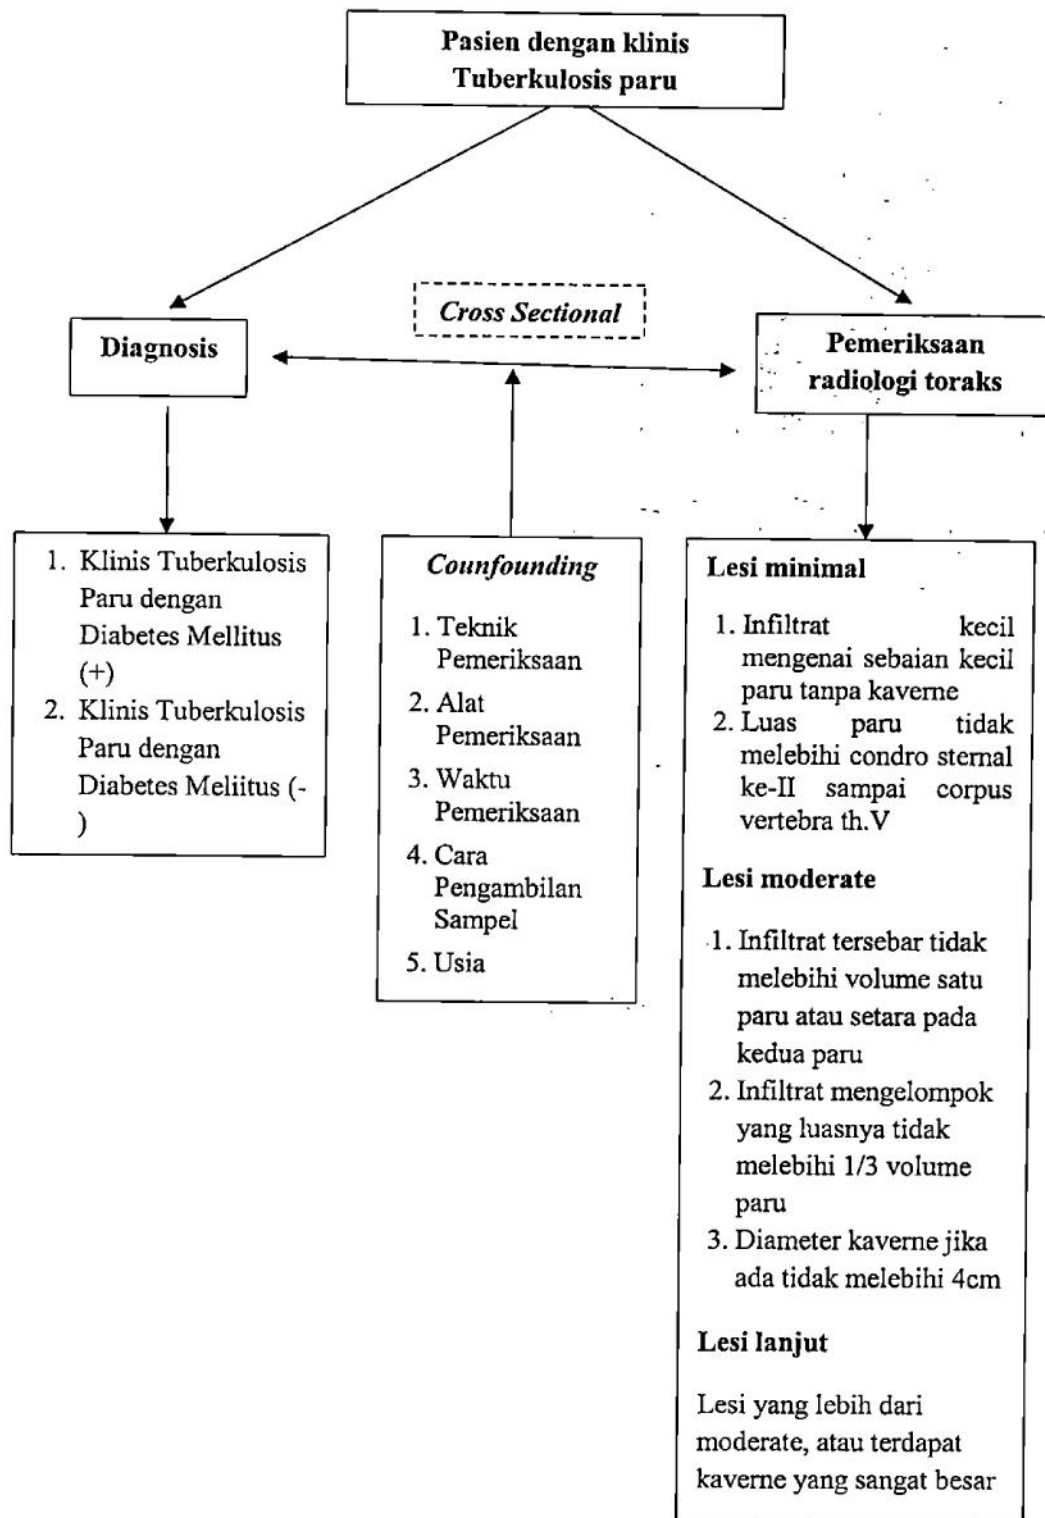 Pasien dengan klinis
Tuberkulosis paru
Cross Sectional
Diagnosis
Pemeriksaan
radiologi toraks
1. Klinis Tuberkulosis
Paru dengan
Diabetes Mellitus
(+)
2. Klinis Tuberkulosis
Paru dengan
Diabetes Meliitus (-
)
Counfounding
1. Teknik
Pemeriksaan
2. Alat
Pemeriksaan
3. Waktu
Pemeriksaan
4. Cara
Pengambilan
Sampel
5. Usia
Lesi minimal
1. Infiltrat kecil
mengenai sebaian kecil
paru tanpa kaverne
2. Luas paru tidak
melebihi condro sternal
ke-II sampai corpus
vertebra th.V
Lesi moderate
1. Infiltrat tersebar tidak
melebihi volume satu
paru atau setara pada
kedua paru
2. Infiltrat mengelompok
yang luasnya tidak
melebihi 1/3 volume
paru
3. Diameter kaverne jika
ada tidak melebihi 4cm
Lesi lanjut
Lesi yang lebih dari
moderate, atau terdapat
kaverne yang sangat besar